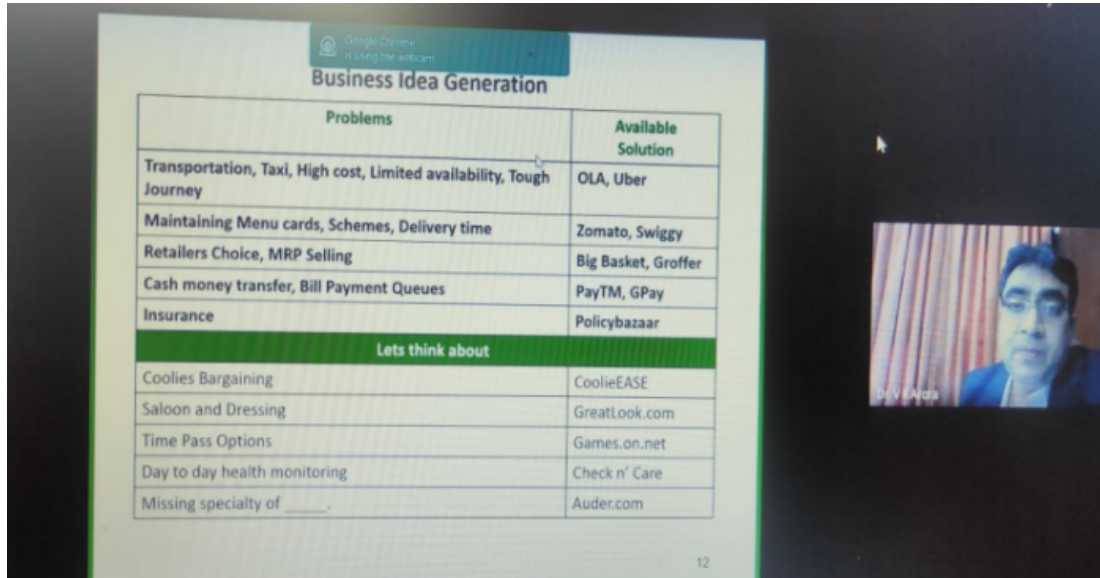 Google Chrome
is using the webcam
Business Idea Generation
Problems
Available
Solution
Transportation, Taxi, High cost, Limited availability, Tough
Journey
OLA, Uber
Maintaining Menu cards, Schemes, Delivery time
Zomato, Swiggy
Retailers Choice, MRP Selling
Big Basket, Groffer
Cash money transfer, Bill Payment Queues
PayTM, GPay
Insurance
Policybazaar
Lets think about
Coolies Bargaining
CoolieEASE
Saloon and Dressing
GreatLook.com
Time Pass Options
Games.on.net
Day to day health monitoring
Check n' Care
Missing specialty of _____.
Auder.com
12
Dr. V K Arora